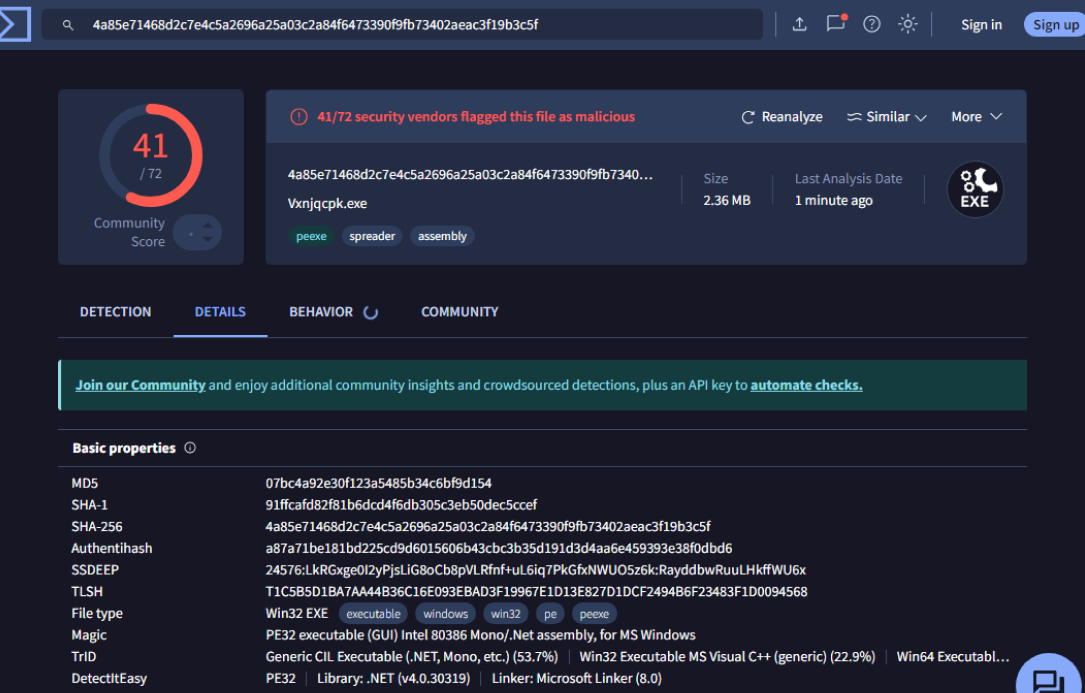 4a85e71468d2c7e4c5a2696a25a03c2a84f6473390f9fb73402aeac3f19b3c5f
Sign in
Sign up
41
/ 72
Community Score
41/72 security vendors flagged this file as malicious
Reanalyze
Similar
More
4a85e71468d2c7e4c5a2696a25a03c2a84f6473390f9fb7340...
Vxnjqcpk.exe
peexe spreader assembly
Size
2.36 MB
Last Analysis Date
1 minute ago
EXE
DETECTION DETAILS BEHAVIOR COMMUNITY
Join our Community and enjoy additional community insights and crowdsourced detections, plus an API key to automate checks.
Basic properties
MD5 07bc4a92e30f123a5485b34c6bf9d154
SHA-1 91ffcafd82f81b6dcd4f6db305c3eb50dec5ccef
SHA-256 4a85e71468d2c7e4c5a2696a25a03c2a84f6473390f9fb73402aeac3f19b3c5f
Authentihash a87a71be181bd225cd9d6015606b43cbc3b35d191d3d4aa6e459393e38f0dbd6
SSDEEP 24576:LkRGxge0I2yPjsLiG8oCb8pVLRfnf+uL6iq7PkGfxNWUO5z6k:RayddbwRuuLHkffWU6x
TLSH T1C5B5D1BA7AA44B36C16E093EBAD3F19967E1D13E827D1DCF2494B6F23483F1D0094568
File type Win32 EXE executable windows win32 pe peexe
Magic PE32 executable (GUI) Intel 80386 Mono/.Net assembly, for MS Windows
TrID Generic CIL Executable (.NET, Mono, etc.) (53.7%) Win32 Executable MS Visual C++ (generic) (22.9%) Win64 Executabl...
DetectItEasy PE32 Library: .NET (v4.0.30319) Linker: Microsoft Linker (8.0)